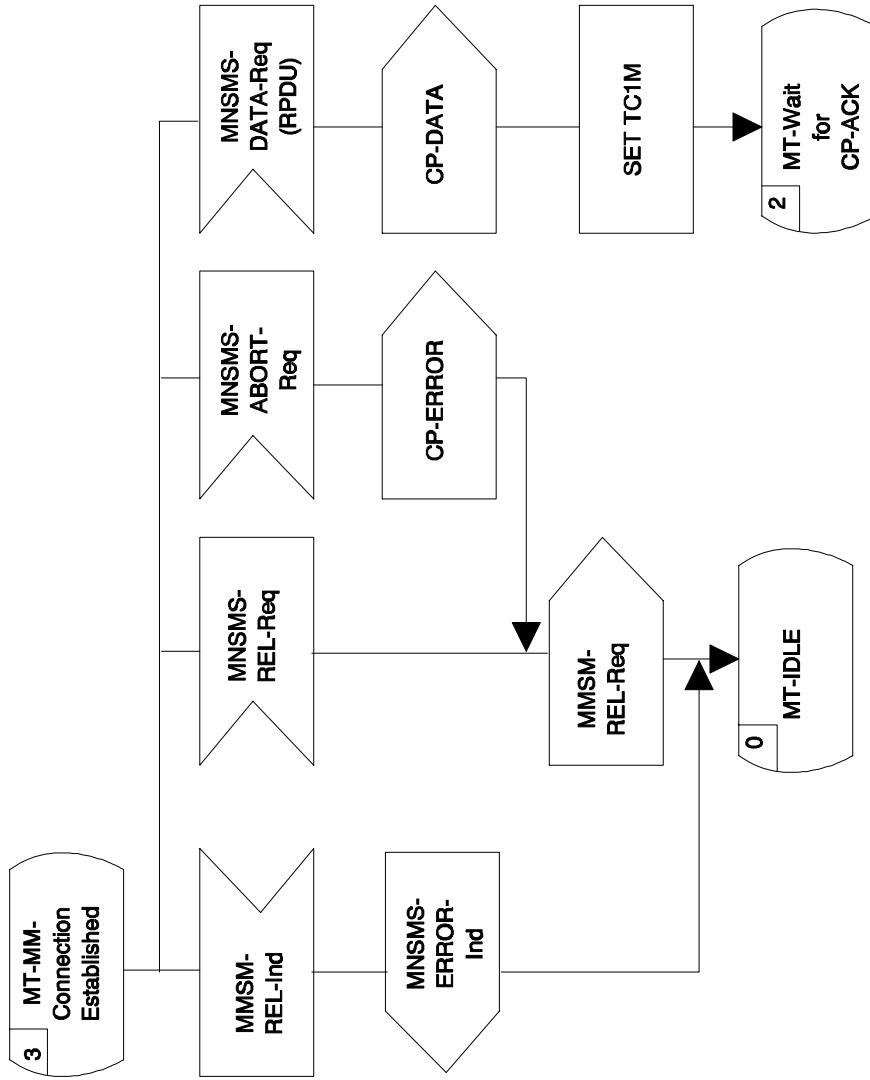 3
MT-MM-
Connection
Established
MMSM-
REL-Ind
MNSMS-
REL-Req
MNSMS-
ABORT-
Req
MNSMS-
DATA-Req
(RPDU)
MNSMS-
ERROR-
Ind
CP-ERROR
CP-DATA
MMSM-
REL-Req
SET TC1M
0
MT-IDLE
2
MT-Wait
for
CP-ACK